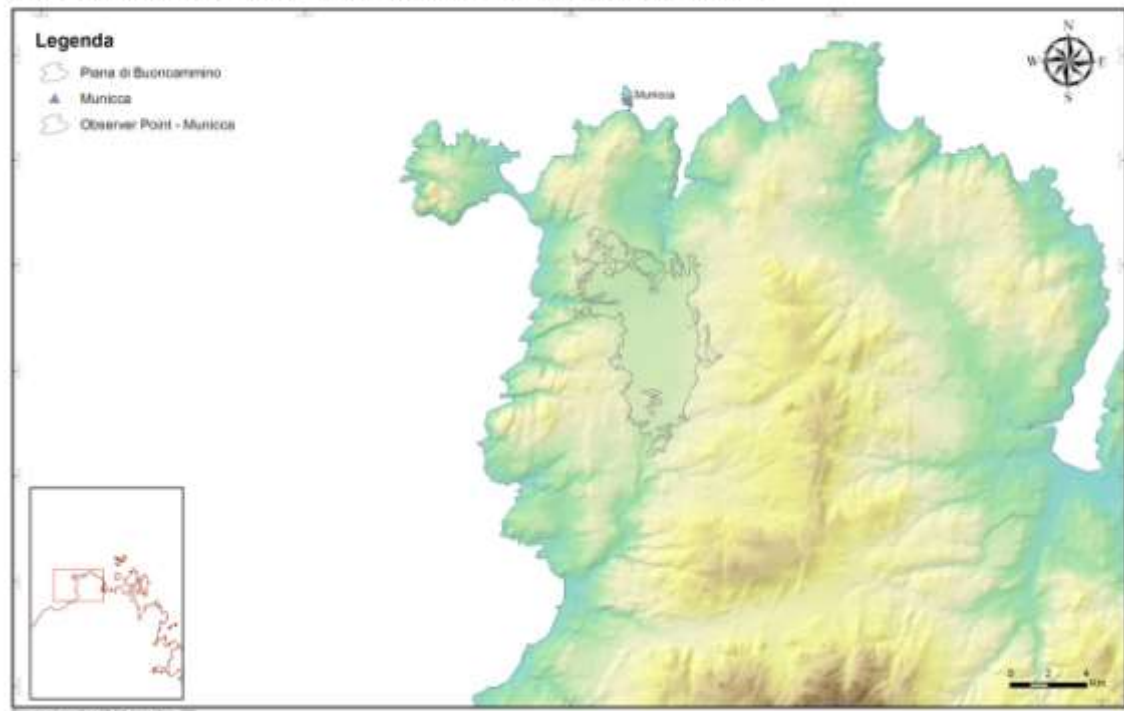 Legenda
Piana di Buoncammino
Municca
Observer Point - Municca
N
W E
S
Municca
0 2 4
Km